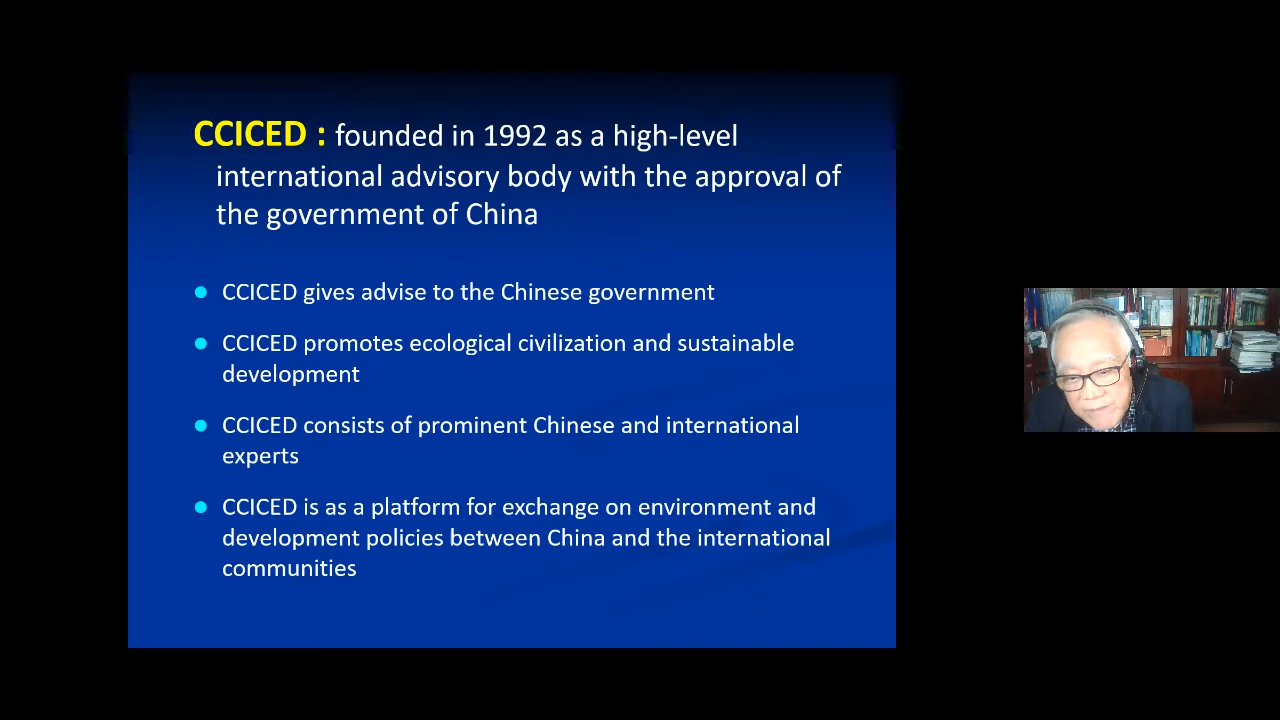 CCICED : founded in 1992 as a high-level
international advisory body with the approval of
the government of China
CCICED gives advise to the Chinese government
CCICED promotes ecological civilization and sustainable
development
CCICED consists of prominent Chinese and international
experts
CCICED is as a platform for exchange on environment and
development policies between China and the international
communities